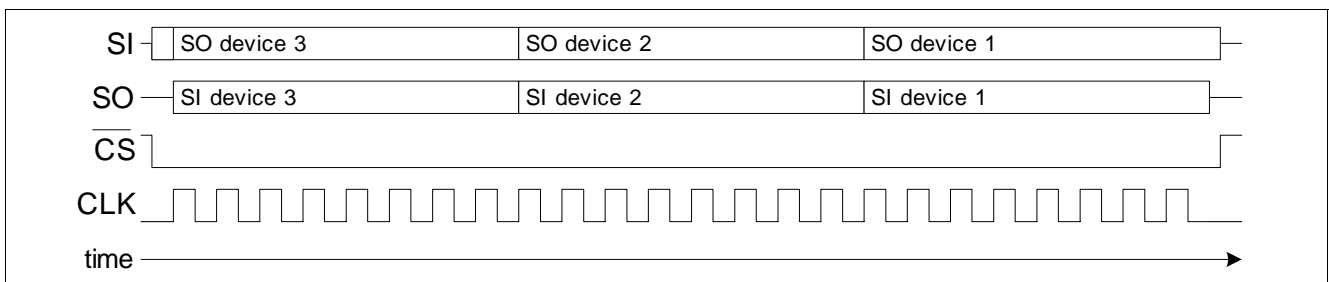 SI SO device 3 SO device 2 SO device 1
SO SI device 3 SI device 2 SI device 1
CS
CLK
time